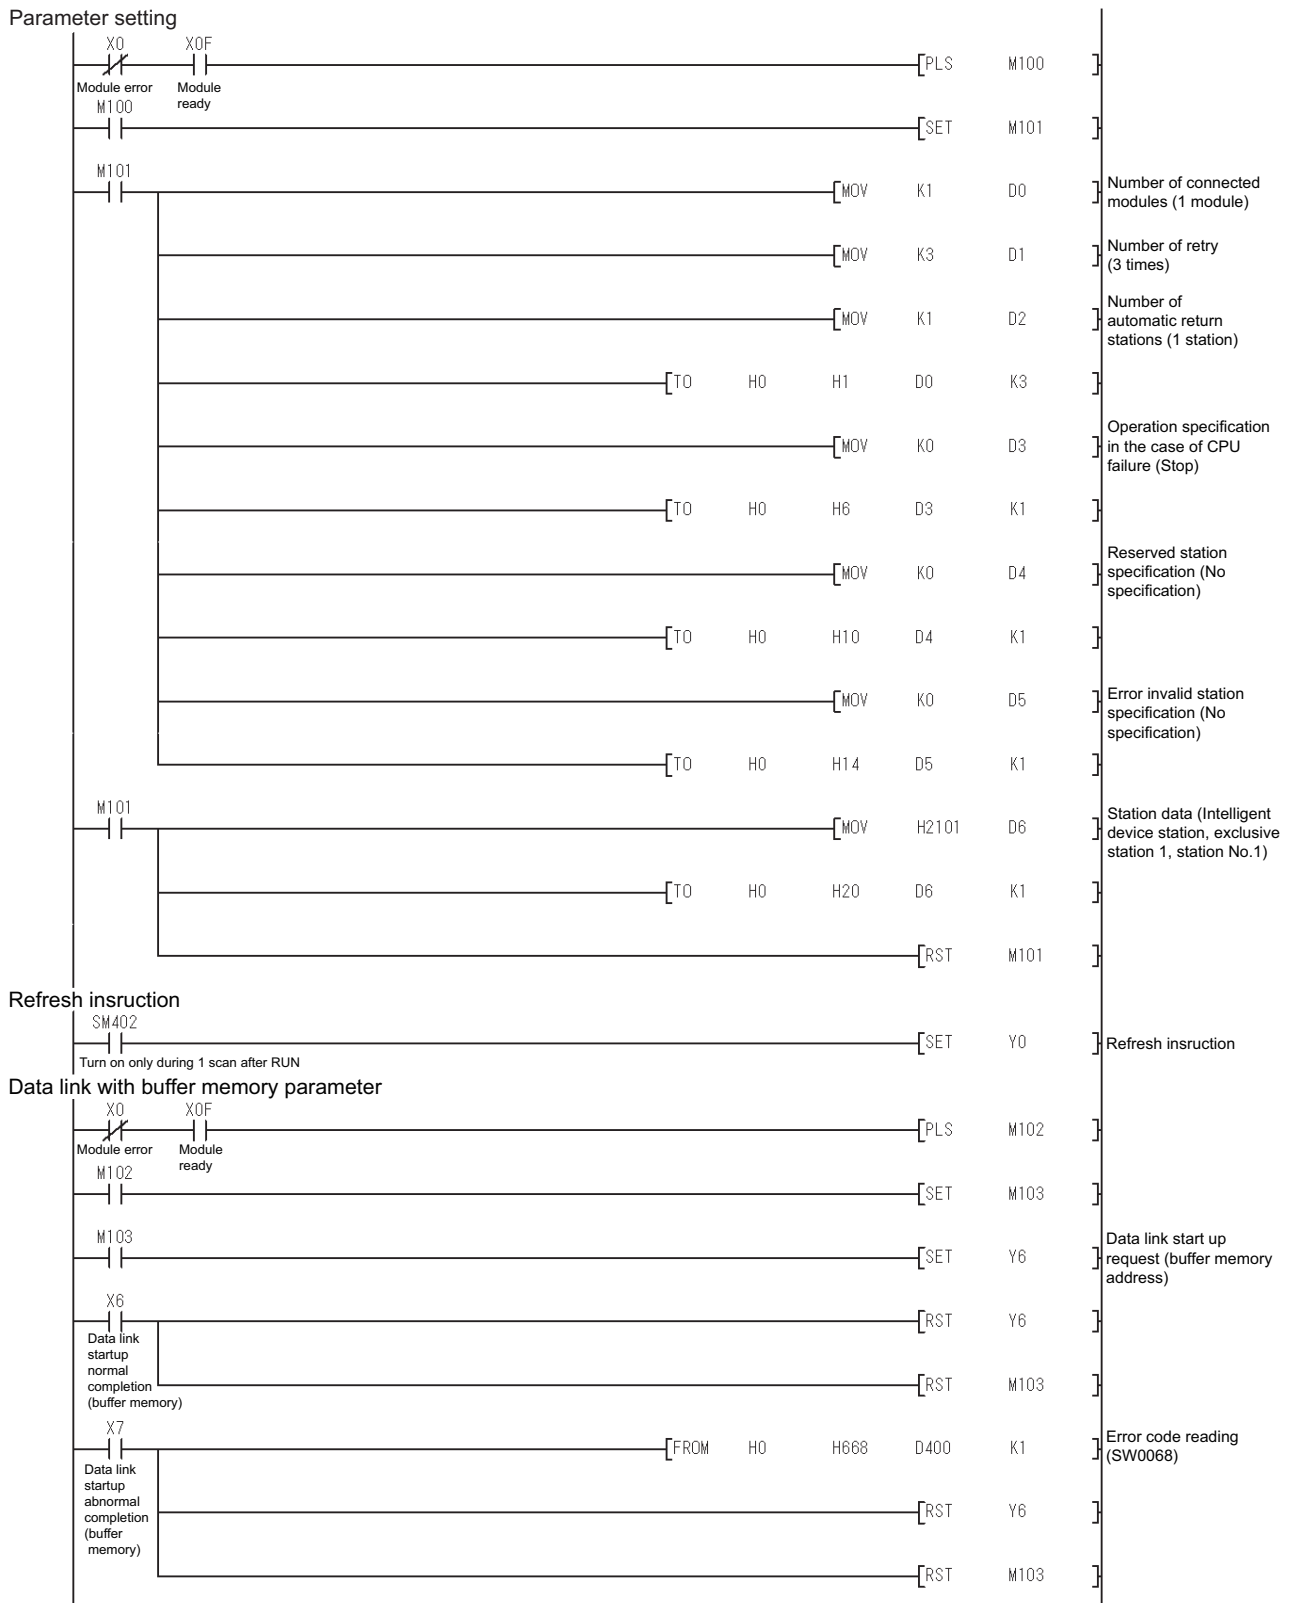 Parameter setting
X0 X0F
[PLS M100 ]
Module error Module
ready
M100
[SET M101 ]
M101
[MOV K1 D0 ]
Number of connected
modules (1 module)
[MOV K3 D1 ]
Number of retry
(3 times)
[MOV K1 D2 ]
Number of
automatic return
stations (1 station)
[TO H0 H1 D0 K3 ]
[MOV K0 D3 ]
Operation specification
in the case of CPU
failure (Stop)
[TO H0 H6 D3 K1 ]
[MOV K0 D4 ]
Reserved station
specification (No
specification)
[TO H0 H10 D4 K1 ]
[MOV K0 D5 ]
Error invalid station
specification (No
specification)
[TO H0 H14 D5 K1 ]
M101
[MOV H2101 D6 ]
Station data (Intelligent
device station, exclusive
station 1, station No.1)
[TO H0 H20 D6 K1 ]
[RST M101 ]
Refresh insruction
SM402
[SET Y0 ]
Refresh insruction
Turn on only during 1 scan after RUN
Data link with buffer memory parameter
X0 X0F
[PLS M102 ]
Module error Module
ready
M102
[SET M103 ]
M103
[SET Y6 ]
Data link start up
request (buffer memory
address)
X6
[RST Y6 ]
Data link
startup
normal
completion
(buffer memory)
[RST M103 ]
X7
[FROM H0 H668 D400 K1 ]
Error code reading
(SW0068)
Data link
startup
abnormal
completion
(buffer
memory)
[RST Y6 ]
[RST M103 ]